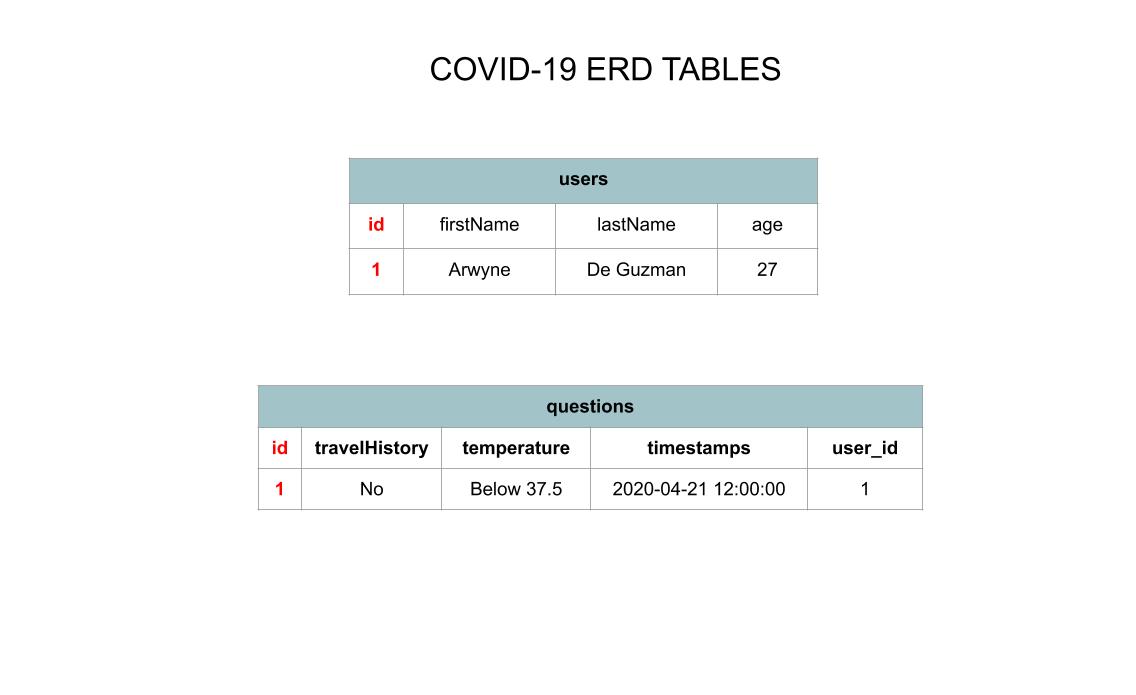 COVID-19 ERD TABLES
users
id firstName lastName age
1 Arwyne De Guzman 27
questions
id travelHistory temperature timestamps user_id
1 No Below 37.5 2020-04-21 12:00:00 1